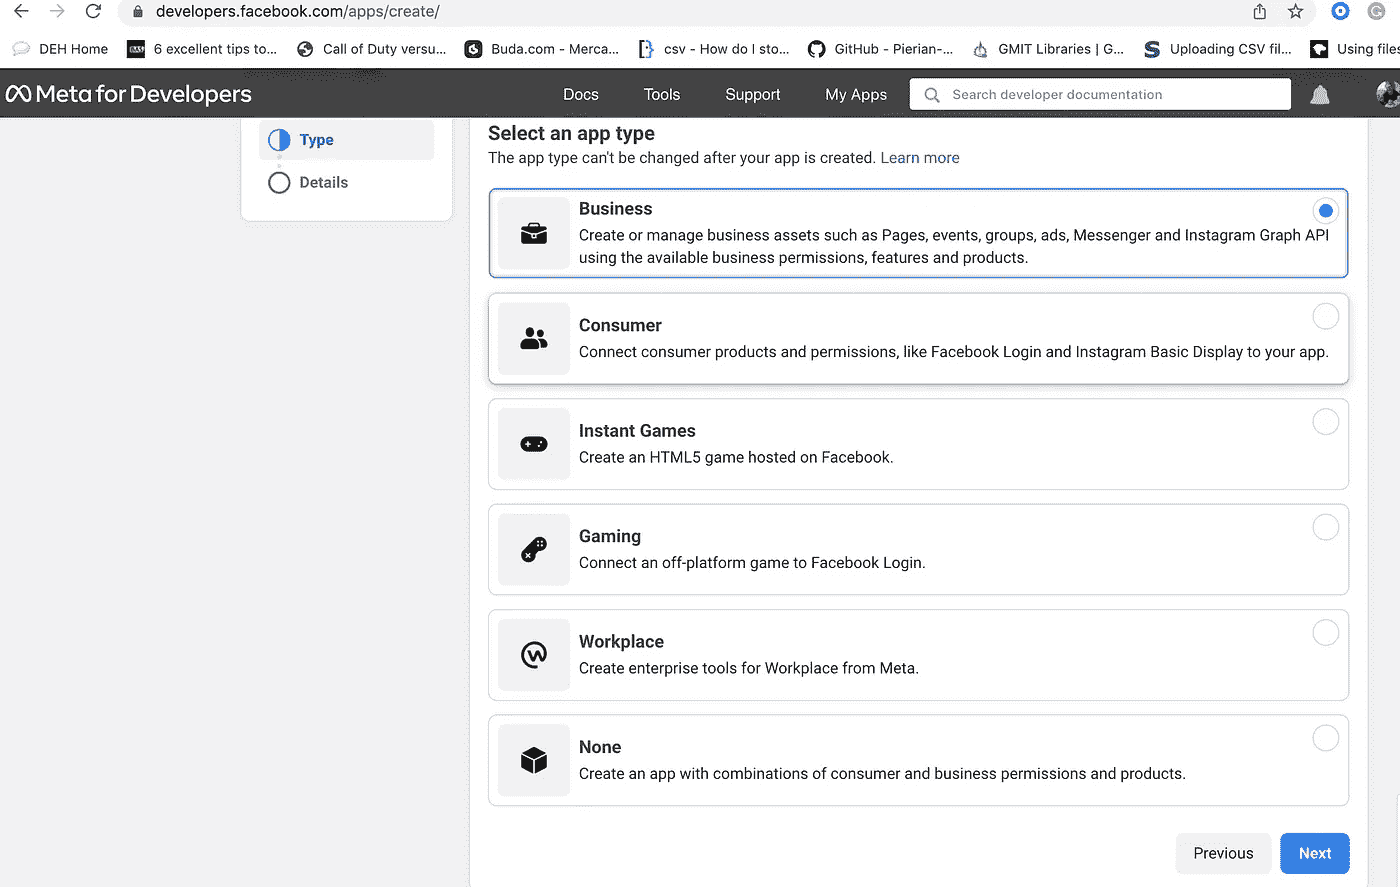 developers.facebook.com/apps/create/
DEH Home 6 excellent tips to... Call of Duty versu... Buda.com - Merca... csv - How do I sto... GitHub - Pierian-... GMIT Libraries | G... Uploading CSV fil... Using files
Meta for Developers Docs Tools Support My Apps Search developer documentation
Type
Details
Select an app type
The app type can't be changed after your app is created. Learn more
Business
Create or manage business assets such as Pages, events, groups, ads, Messenger and Instagram Graph API
using the available business permissions, features and products.
Consumer
Connect consumer products and permissions, like Facebook Login and Instagram Basic Display to your app.
Instant Games
Create an HTML5 game hosted on Facebook.
Gaming
Connect an off-platform game to Facebook Login.
Workplace
Create enterprise tools for Workplace from Meta.
None
Create an app with combinations of consumer and business permissions and products.
Previous Next